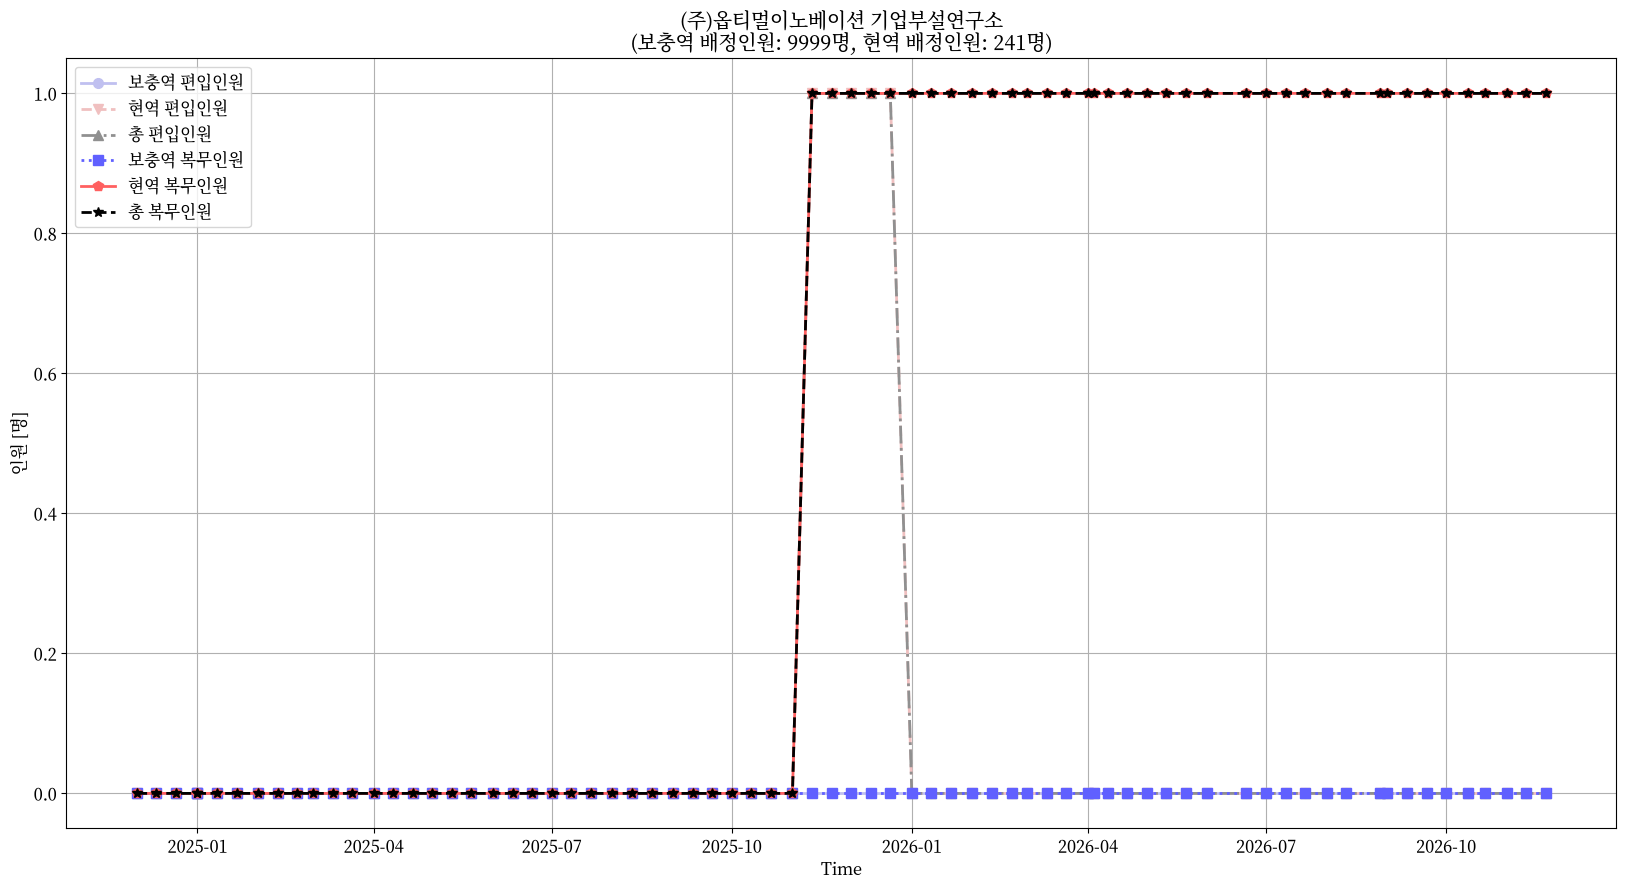 (주)옵티멀이노베이션 기업부설연구소
(보충역 배정인원: 9999명, 현역 배정인원: 241명)
보충역 편입인원
현역 편입인원
총 편입인원
보충역 복무인원
현역 복무인원
총 복무인원
1.0
0.8
0.6
0.4
0.2
0.0
인원 [명]
2025-01 2025-04 2025-07 2025-10 2026-01 2026-04 2026-07 2026-10
Time